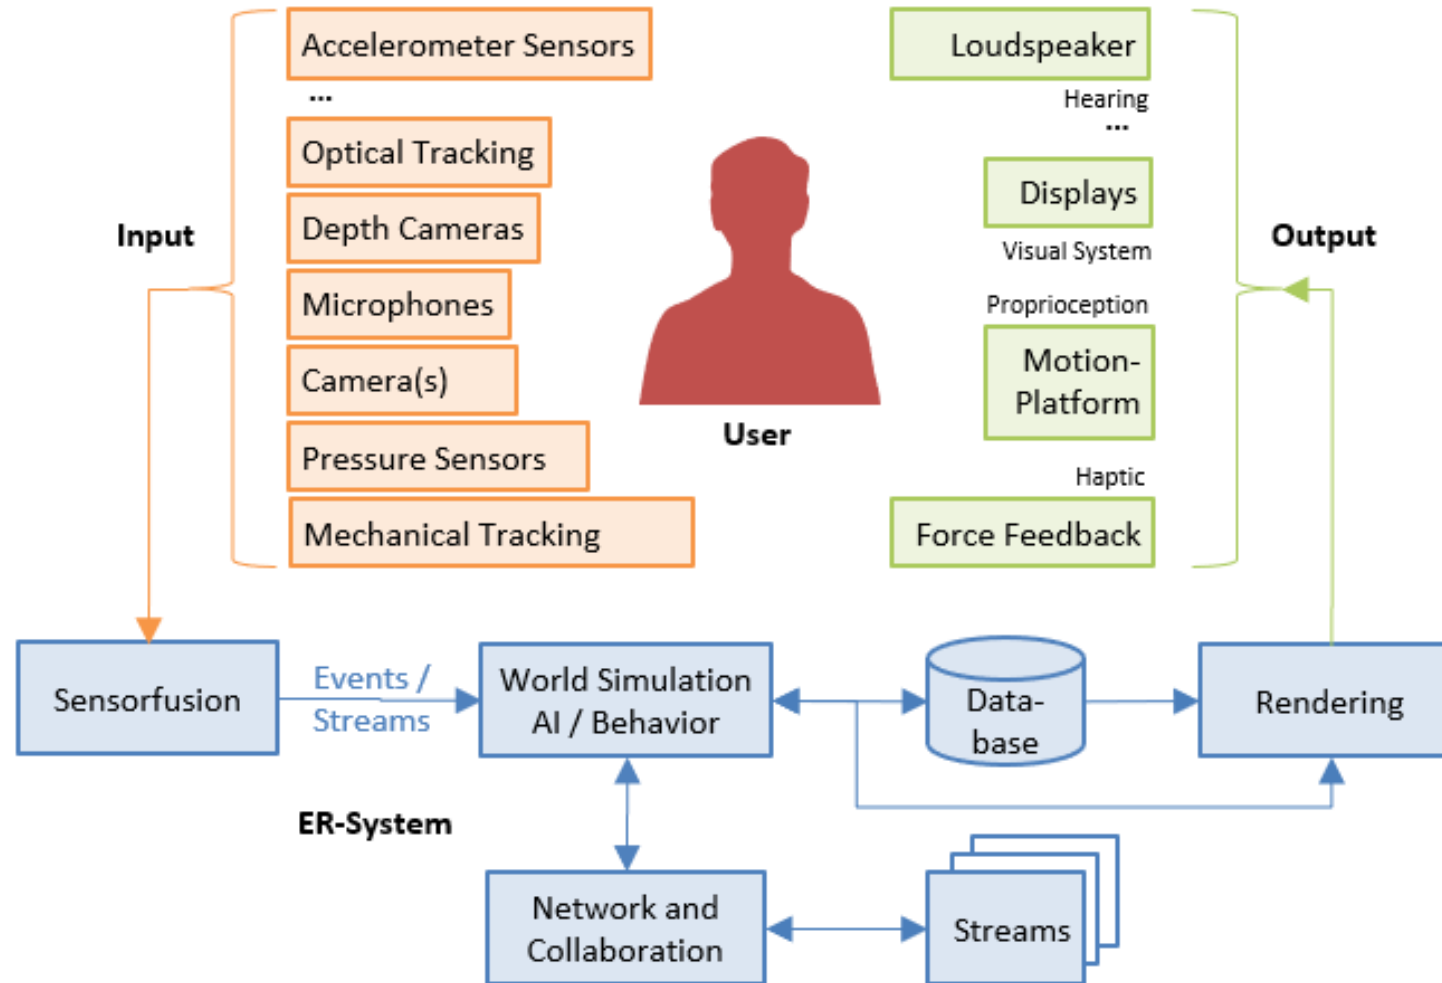 Accelerometer Sensors
...
Optical Tracking
Depth Cameras
Microphones
Camera(s)
Pressure Sensors
Mechanical Tracking
Input
User
Loudspeaker
Hearing
...
Displays
Visual System
Proprioception
Motion-
Platform
Haptic
Force Feedback
Output
Sensorfusion
Events /
Streams
World Simulation
AI / Behavior
Data-
base
Rendering
ER-System
Network and
Collaboration
Streams